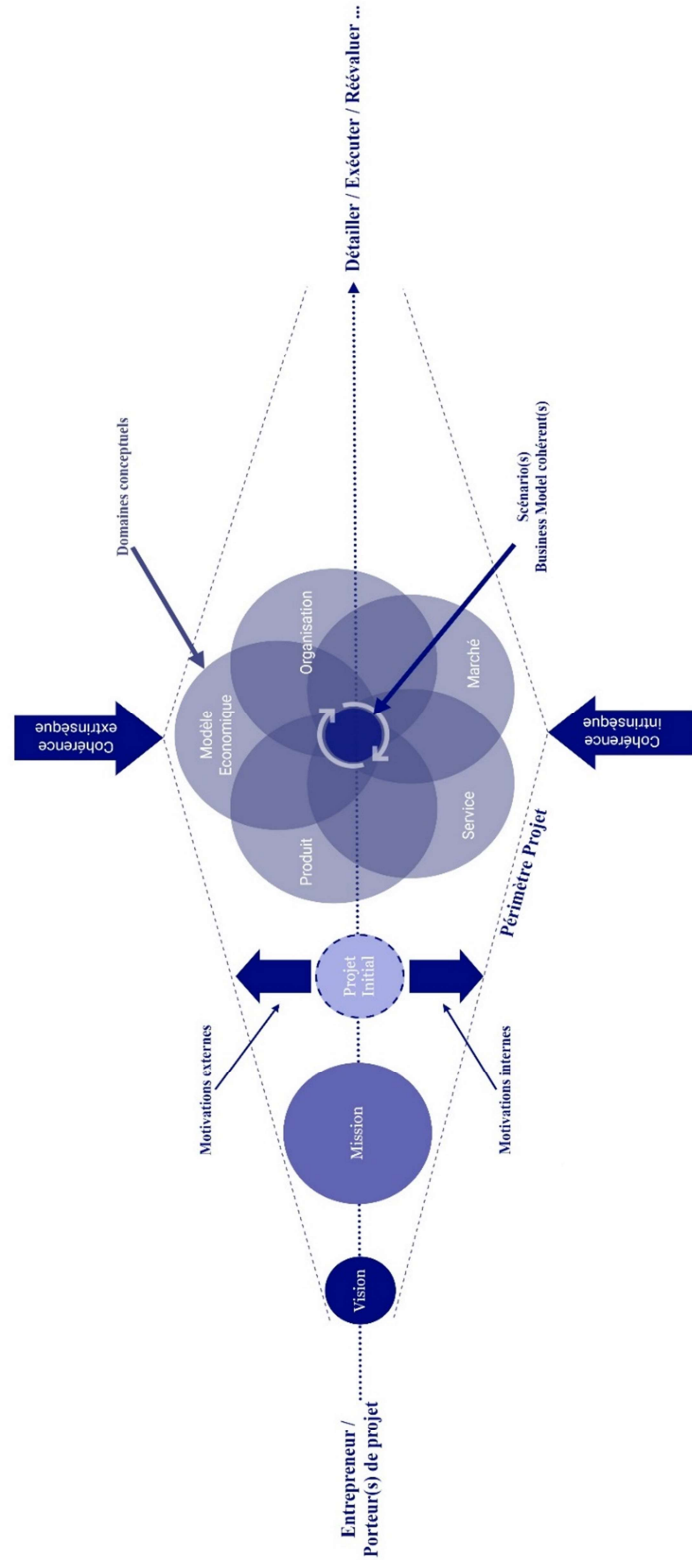 Entrepreneur /
Porteur(s) de projet
Vision
Mission
Motivations externes
Motivations internes
Projet
Initial
Périmètre Projet
Cohérence
extrinsèque
Cohérence
intrinsèque
Domaines conceptuels
Modèle
Economique
Produit
Organisation
Service
Marché
Scénario(s)
Business Model cohérent(s)
Détailler / Exécuter / Réévaluer ...